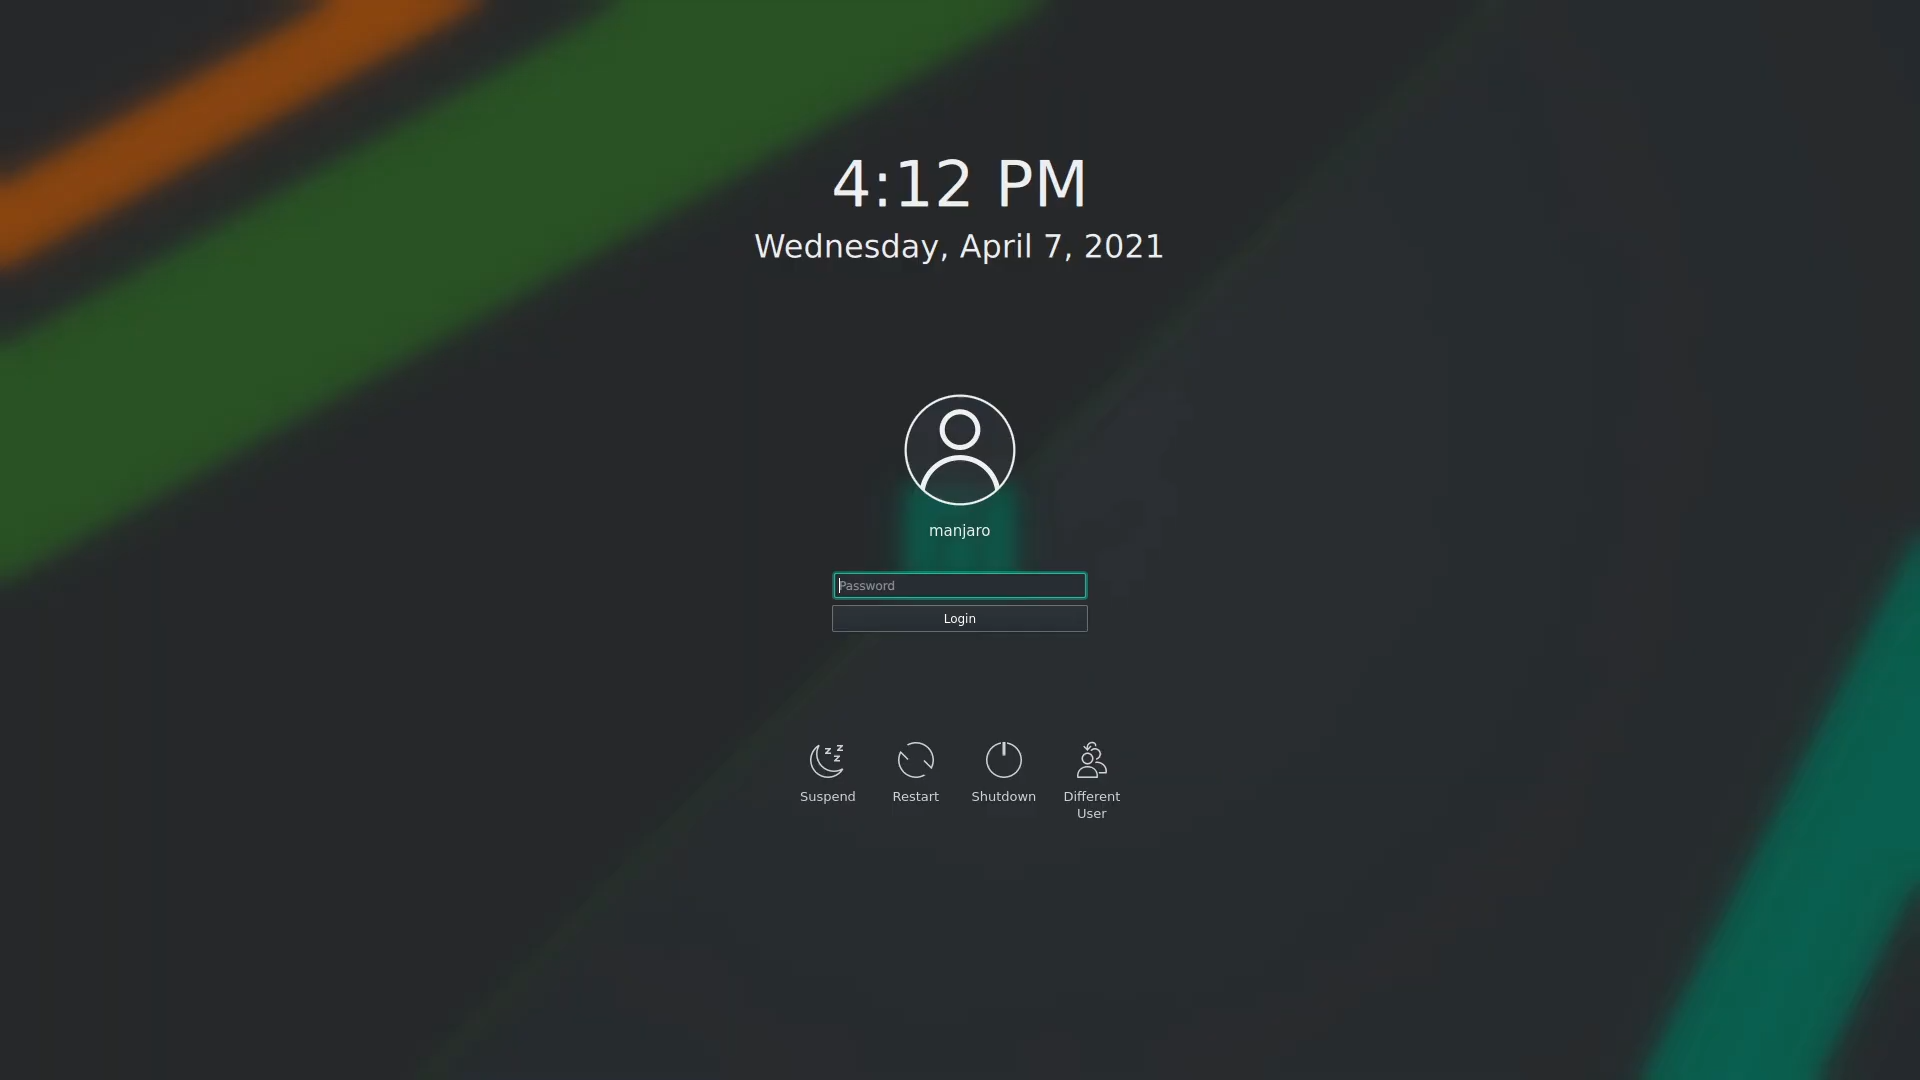 4:12 PM
Wednesday, April 7, 2021
manjaro
Password
Login
Suspend
Restart
Shutdown
Different
User